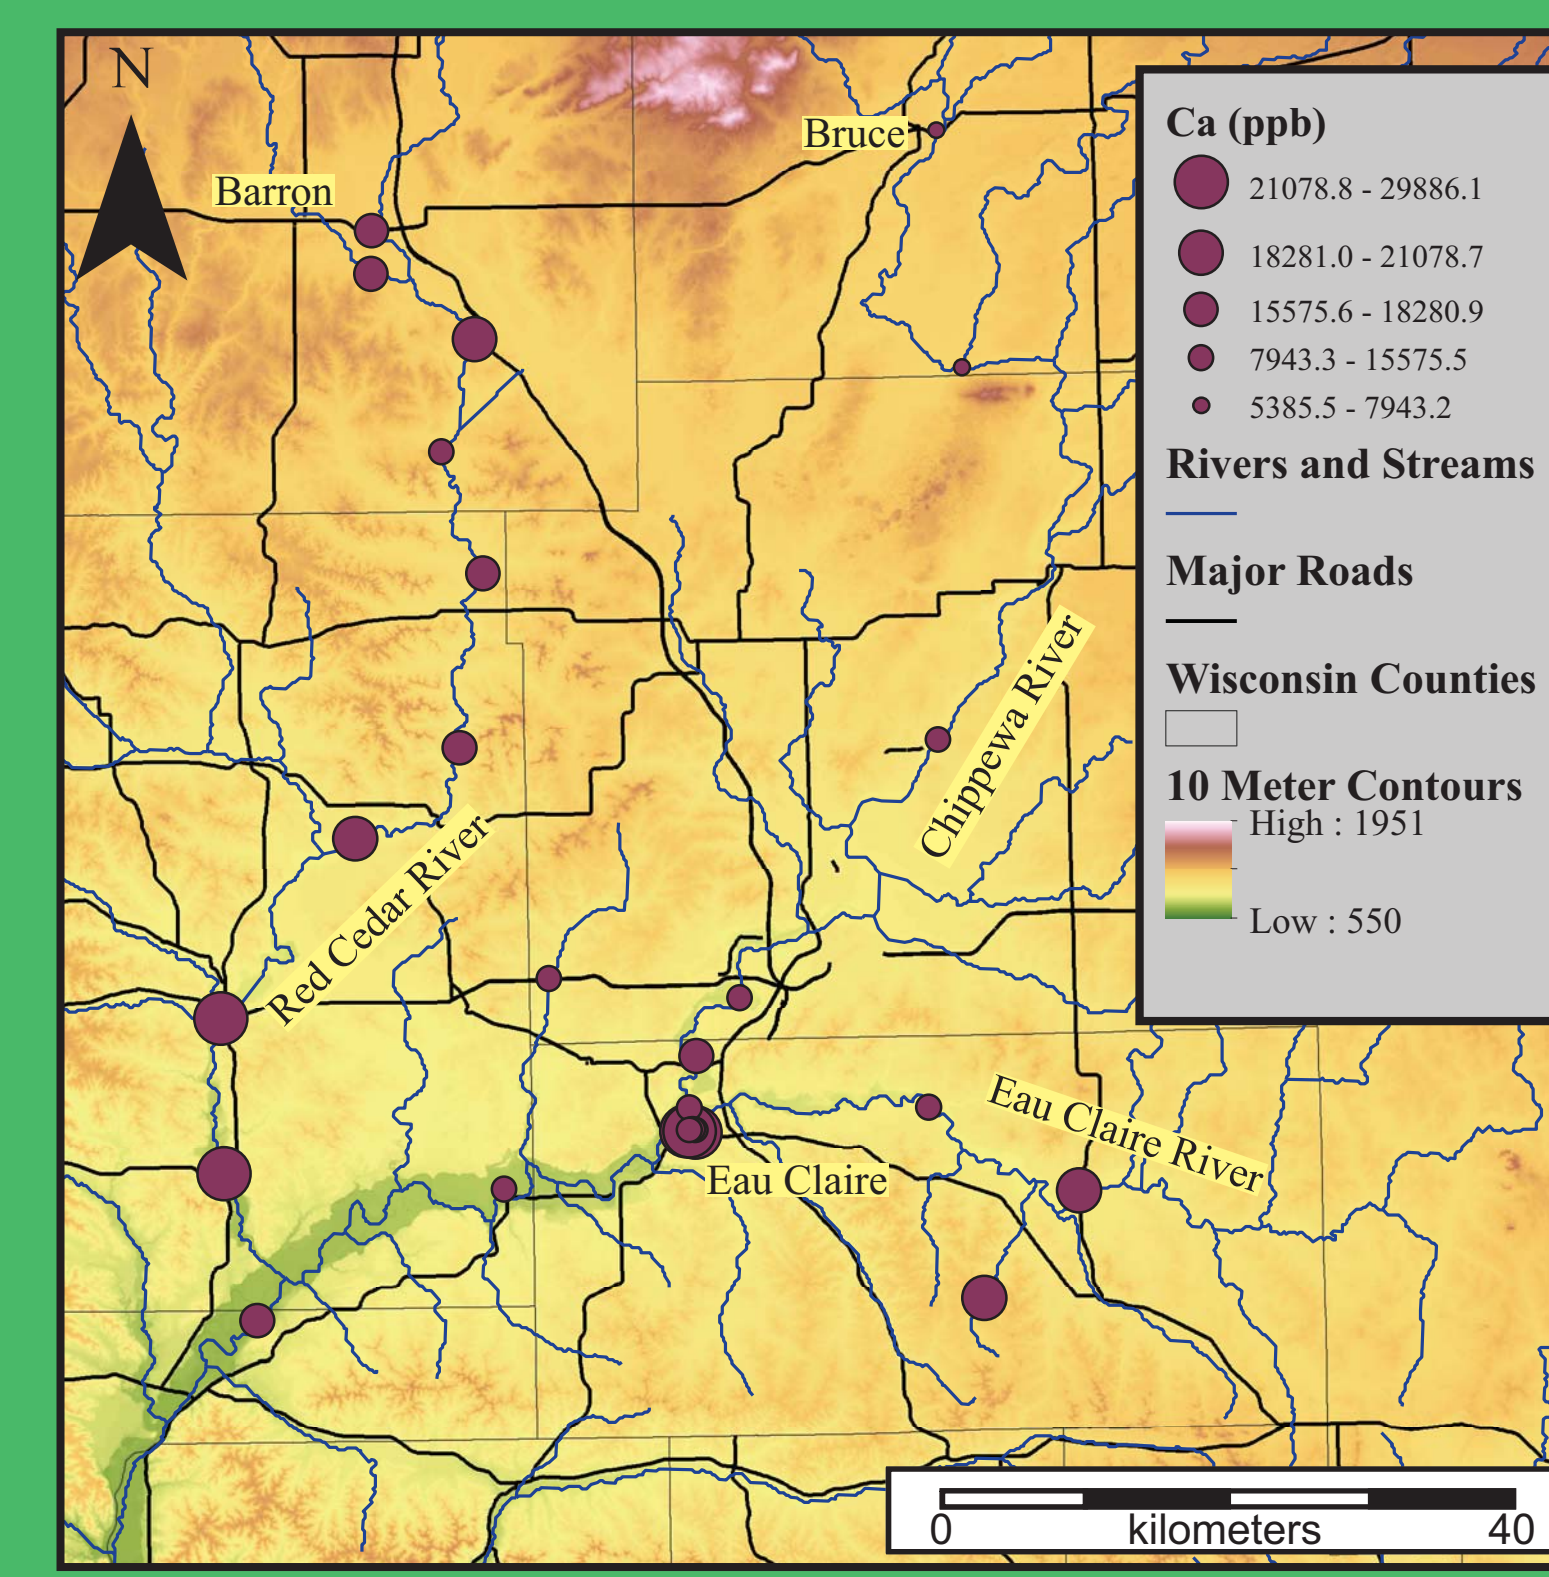 N
Bruce
Barron
Chippewa River
Red Cedar River
Eau Claire River
Eau Claire
Ca (ppb)
21078.8 - 29886.1
18281.0 - 21078.7
15575.6 - 18280.9
7943.3 - 15575.5
5385.5 - 7943.2
Rivers and Streams
Major Roads
Wisconsin Counties
10 Meter Contours
High : 1951
Low : 550
0 kilometers 40